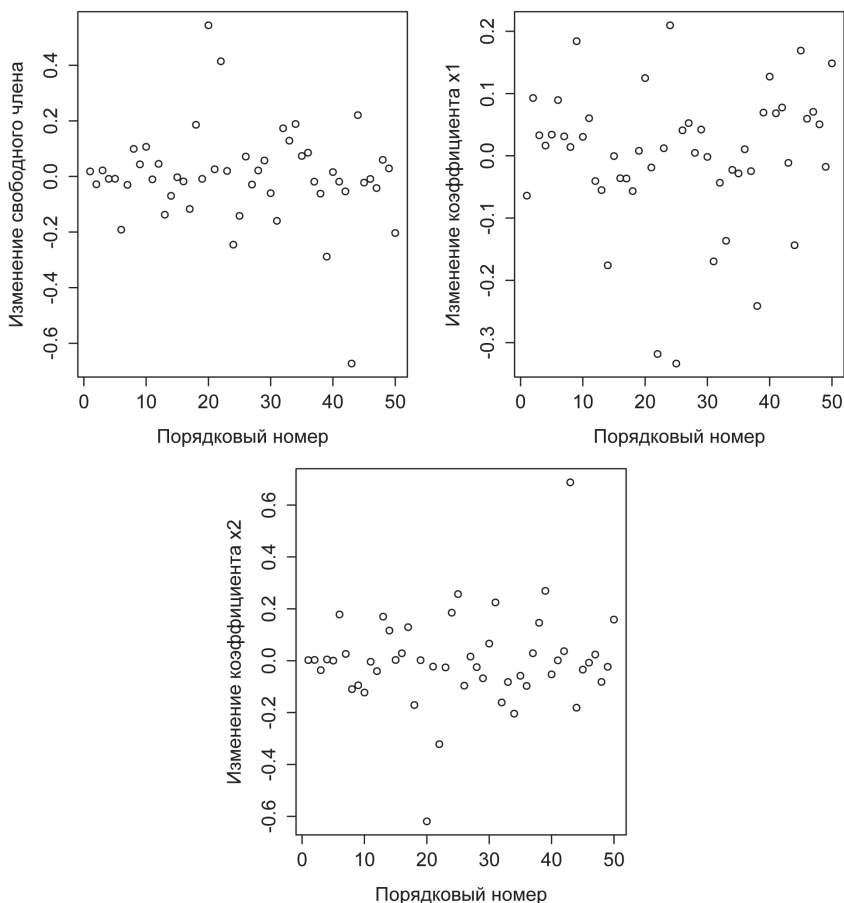 Изменение свободного члена
0.4
0.2
0.0
-0.2
-0.4
-0.6
0 10 20 30 40 50
Порядковый номер
Изменение коэффициента x1
0.2
0.1
0.0
-0.1
-0.2
-0.3
0 10 20 30 40 50
Порядковый номер
Изменение коэффициента x2
0.6
0.4
0.2
0.0
-0.2
-0.4
-0.6
0 10 20 30 40 50
Порядковый номер